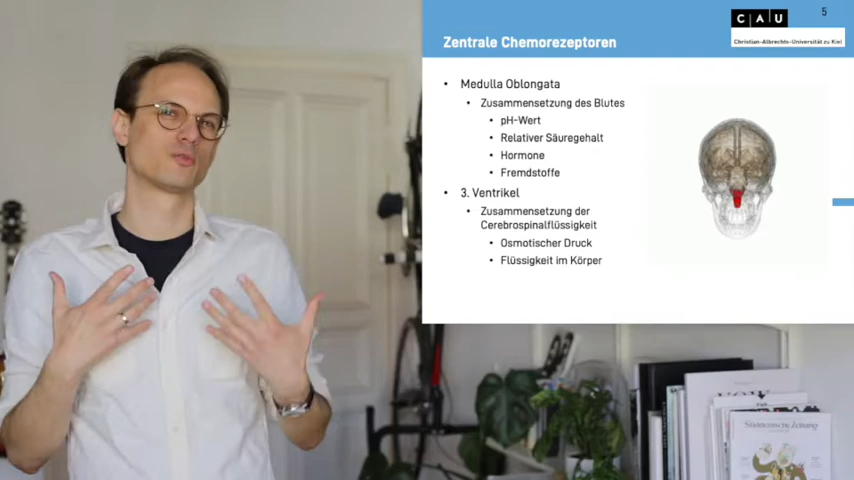 5
CAU
Christian-Albrechts-Universität zu Kiel
Zentrale Chemorezeptoren
• Medulla Oblongata
• Zusammensetzung des Blutes
• pH-Wert
• Relativer Säuregehalt
• Hormone
• Fremdstoffe
• 3. Ventrikel
• Zusammensetzung der
Cerebrospinalflüssigkeit
• Osmotischer Druck
• Flüssigkeit im Körper
Süddeutsche Zeitung